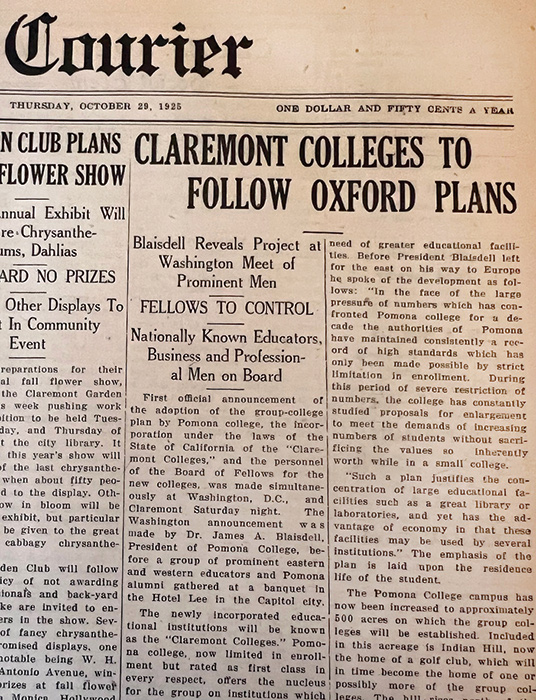 Courier
THURSDAY, OCTOBER 29, 1925
ONE DOLLAR AND FIFTY CENTS A YEAR
N CLUB PLANS
FLOWER SHOW
Annual Exhibit Will
re Chrysanthe-
ums, Dahlias
ARD NO PRIZES
Other Displays To
t In Community
Event
reparations for their
al fall flower show,
the Claremont Garden
s week pushing work
bition to be held Tues-
day, and Thursday of
t the city library. It
this year's show will
f the last chrysanthe-
when about fifty peo-
d to the display. Oth-
ow in bloom will be
exhibit, but particular
be given to the great
cabbage chrysanthe-
den Club will follow
icy of not awarding
sionals and back-yard
ke are invited to en-
ers in the show. Sev-
of fancy chrysanthe-
romised displays, one
notable being W. H.
Antonio Avenue, win-
prizes at fall flower
Monica, Hollywood
CLAREMONT COLLEGES TO
FOLLOW OXFORD PLANS
Blaisdell Reveals Project at
Washington Meet of
Prominent Men
FELLOWS TO CONTROL
Nationally Known Educators,
Business and Profession-
al Men on Board
First official announcement of
the adoption of the group-college
plan by Pomona college, the incor-
poration under the laws of the
State of California of the "Clare-
mont Colleges," and the personnel
of the Board of Fellows for the
new colleges, was made simultane-
ously at Washington, D.C., and
Claremont Saturday night. The
Washington announcement was
made by Dr. James A. Blaisdell,
President of Pomona College, be-
fore a group of prominent eastern
and western educators and Pomona
alumni gathered at a banquet in
the Hotel Lee in the Capitol city.
The newly incorporated educa-
tional institutions will be known
as the "Claremont Colleges." Pomo-
na college, now limited in enroll-
ment but rated as first class in
every respect, offers the nucleus
for the group on institutions which
need of greater educational facili-
ties. Before President Blaisdell left
for the east on his way to Europe
he spoke of the development as fol-
lows: "In the face of the large
pressure of numbers which has con-
fronted Pomona college for a de-
cade the authorities of Pomona
have maintained consistently a rec-
ord of high standards which has
only been made possible by strict
limitation in enrollment. During
this period of severe restriction of
numbers, the college has constantly
studied proposals for enlargement
to meet the demands of increasing
numbers of students without sacri-
ficing the values so inherently
worth while in a small college.
"Such a plan justifies the con-
centration of large educational fa-
cilities such as a great library or
laboratories, and yet has the ad-
vantage of economy in that these
facilities may be used by several
institutions." The emphasis of the
plan is laid upon the residence
life of the student.
The Pomona College campus has
now been increased to approximately
500 acres on which the group col-
leges will be established. Included
in this acreage is Indian Hill, now
the home of a golf club, which will
in time become the home of one or
possibly more of the group col-
leges. The hill rises